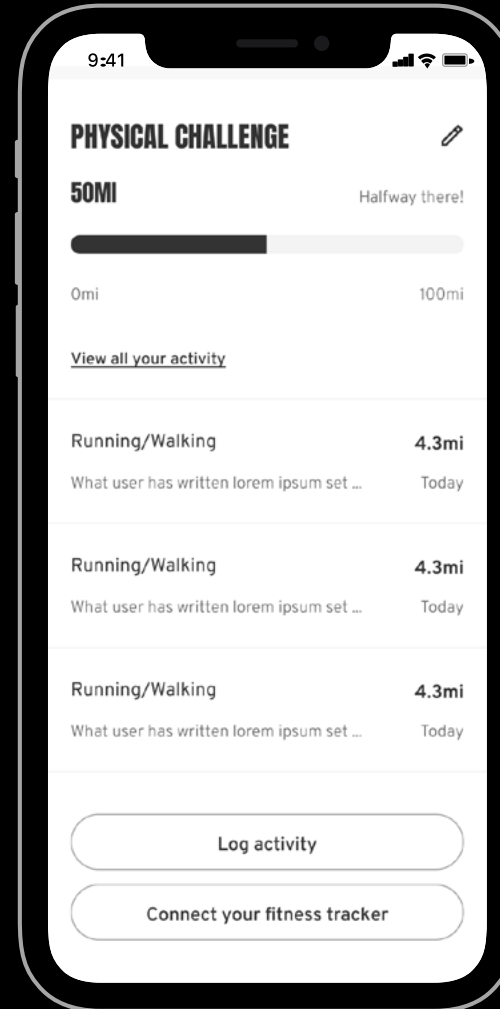 9:41
PHYSICAL CHALLENGE
50MI
Halfway there!
0mi
100mi
View all your activity
Running/Walking
4.3mi
What user has written lorem ipsum set ...
Today
Running/Walking
4.3mi
What user has written lorem ipsum set ...
Today
Running/Walking
4.3mi
What user has written lorem ipsum set ...
Today
Log activity
Connect your fitness tracker